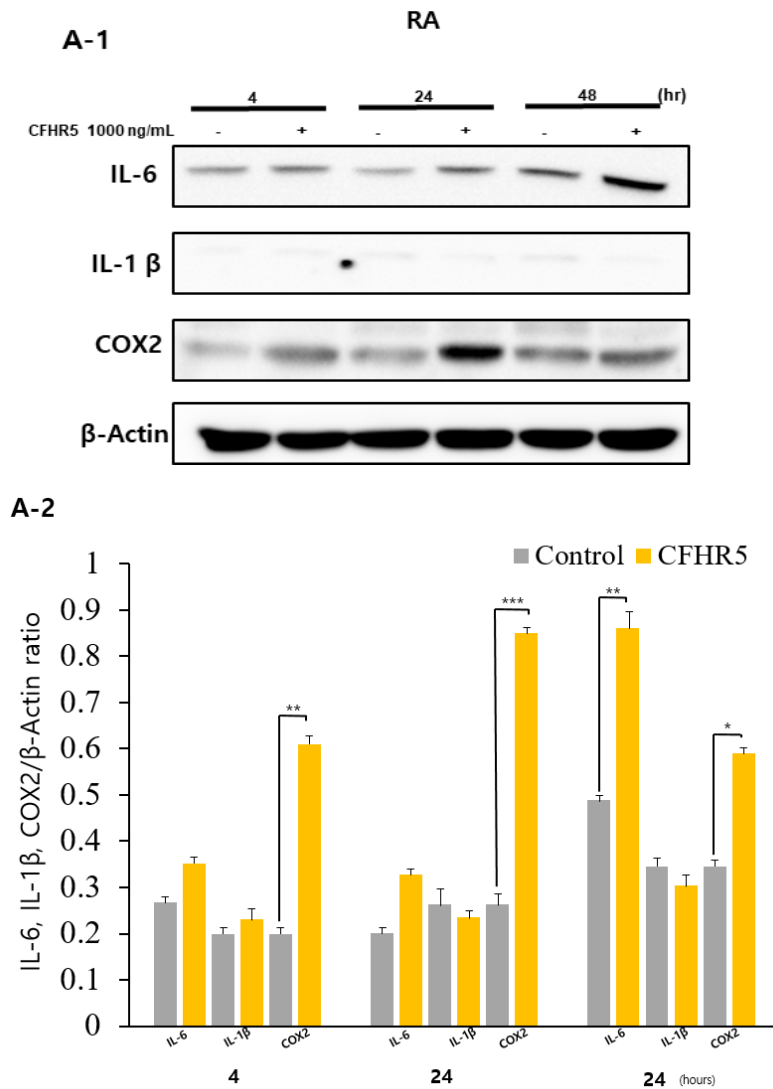 RA
A-1
4 24 48 (hr)
CFHR5 1000 ng/mL - + - + - +
IL-6
IL-1 β
COX2
β-Actin
A-2
IL-6, IL-1β, COX2/β-Actin ratio
1
0.9
0.8
0.7
0.6
0.5
0.4
0.3
0.2
0.1
0
Control CFHR5
** *** ** *
IL-6 IL-1β COX2 IL-6 IL-1β COX2 IL-6 IL-1β COX2
4 24 24 (hours)